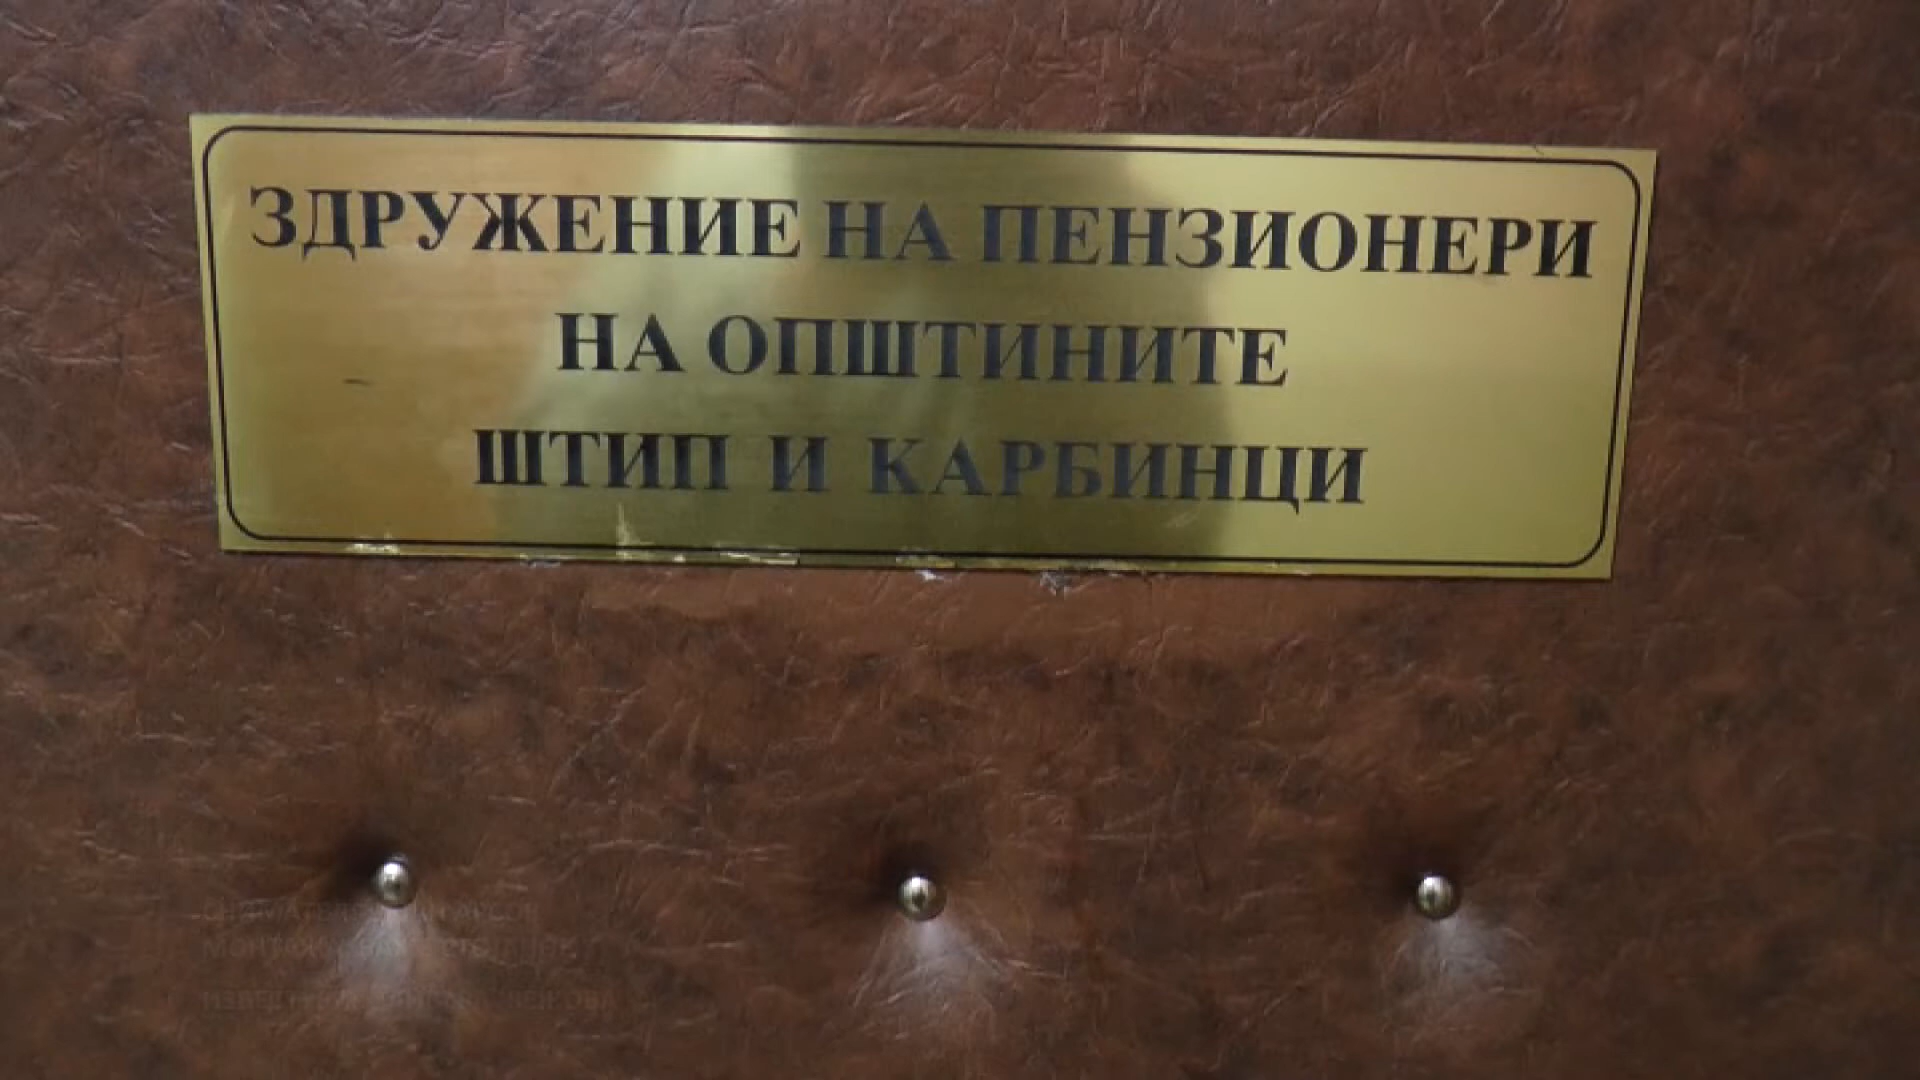 ЗДРУЖЕНИЕ НА ПЕНЗИОНЕРИ
НА ОПШТИНИТЕ
ШТИП И КАРБИНЦИ